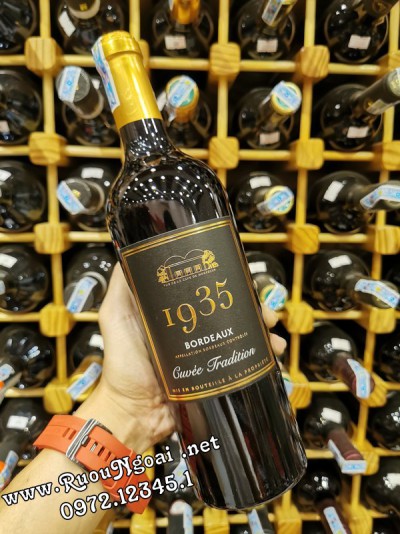 1935
BORDEAUX
APPELLATION BORDEAUX CONTRÔLÉE
Cuvée Tradition
MIS EN BOUTEILLE À LA PROPRIÉTÉ
www.RuouNgoai.net
0972.12345.1